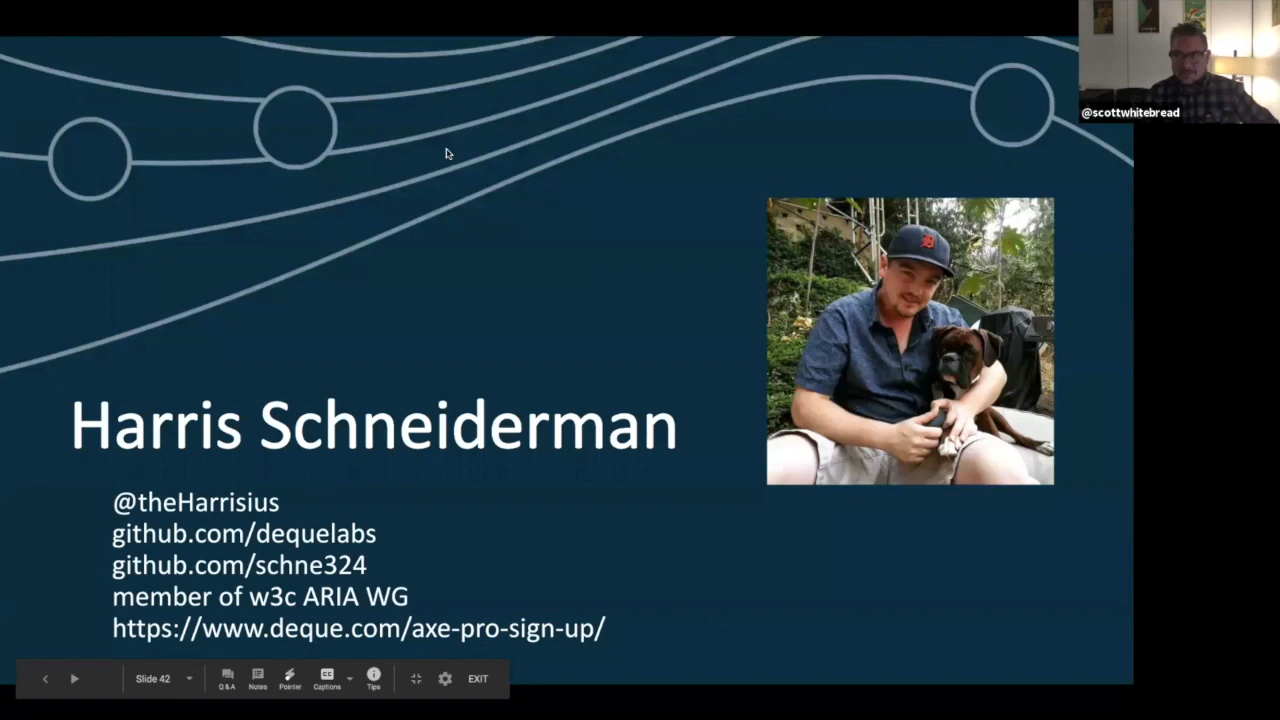 @scottwhitebread
Harris Schneiderman
@theHarrisius
github.com/dequelabs
github.com/schne324
member of w3c ARIA WG
https://www.deque.com/axe-pro-sign-up/
Slide 42
Q&A
Notes
Pointer
CC
Captions
Tips
EXIT